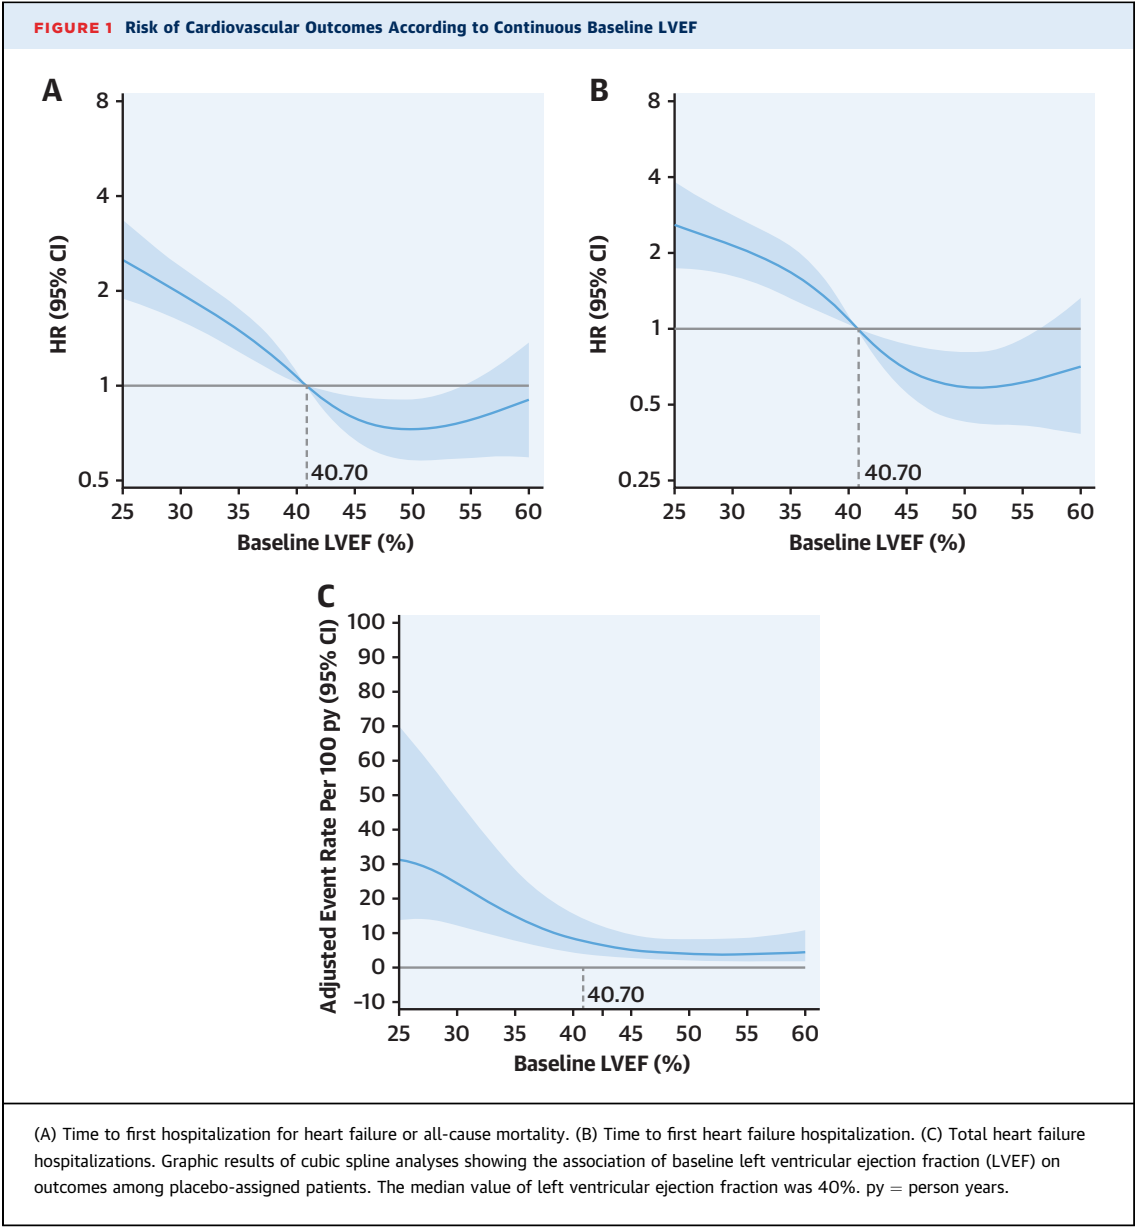 FIGURE 1 Risk of Cardiovascular Outcomes According to Continuous Baseline LVEF
A
HR (95% CI)
8
4
2
1
0.5
40.70
25 30 35 40 45 50 55 60
Baseline LVEF (%)
B
HR (95% CI)
8
4
2
1
0.5
0.25
40.70
25 30 35 40 45 50 55 60
Baseline LVEF (%)
C
Adjusted Event Rate Per 100 py (95% CI)
100
90
80
70
60
50
40
30
20
10
0
–10
40.70
25 30 35 40 45 50 55 60
Baseline LVEF (%)
(A) Time to first hospitalization for heart failure or all-cause mortality. (B) Time to first heart failure hospitalization. (C) Total heart failure
hospitalizations. Graphic results of cubic spline analyses showing the association of baseline left ventricular ejection fraction (LVEF) on
outcomes among placebo-assigned patients. The median value of left ventricular ejection fraction was 40%. py = person years.